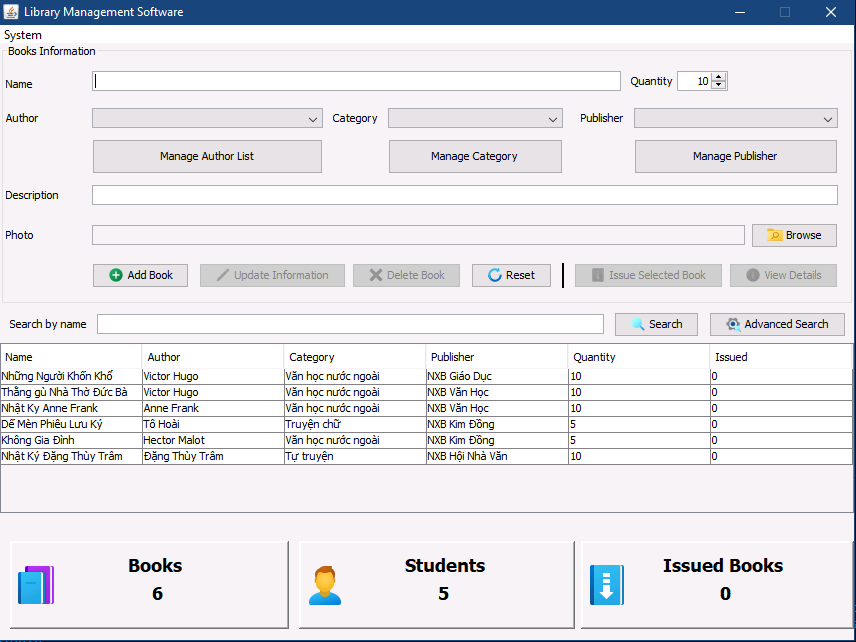 Library Management Software
System
Books Information
Name Quantity 10
Author Category Publisher
Manage Author List Manage Category Manage Publisher
Description
Photo Browse
Add Book Update Information Delete Book Reset Issue Selected Book View Details
Search by name Search Advanced Search
Name Author Category Publisher Quantity Issued
Những Người Khốn Khổ Victor Hugo Văn học nước ngoài NXB Giáo Dục 10 0
Thằng gù Nhà Thờ Đức Bà Victor Hugo Văn học nước ngoài NXB Văn Học 10 0
Nhật Ky Anne Frank Anne Frank Văn học nước ngoài NXB Văn Học 10 0
Dế Mèn Phiêu Lưu Ký Tô Hoài Truyện chữ NXB Kim Đồng 5 0
Không Gia Đình Hector Malot Văn học nước ngoài NXB Kim Đồng 5 0
Nhật Ký Đặng Thùy Trâm Đặng Thùy Trâm Tự truyện NXB Hội Nhà Văn 10 0
Books Students Issued Books
6 5 0